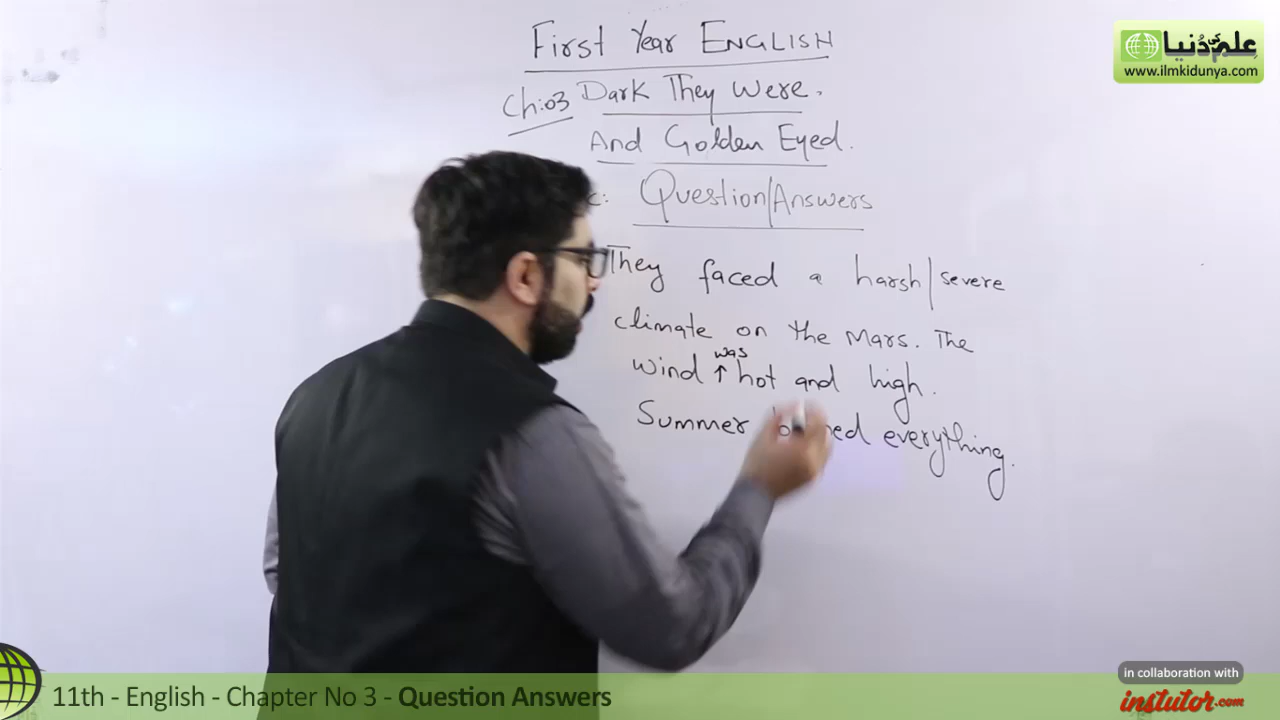 First Year ENGLISH
Ch:03 Dark They Were.
And Golden Eyed.
Question/Answers
They faced a harsh/severe
climate on the Mars. The
was
wind ↑ hot and high.
Summer everything.
علم کی دنیا
www.ilmkidunya.com
11th - English - Chapter No 3 - Question Answers
in collaboration with
instutor.com